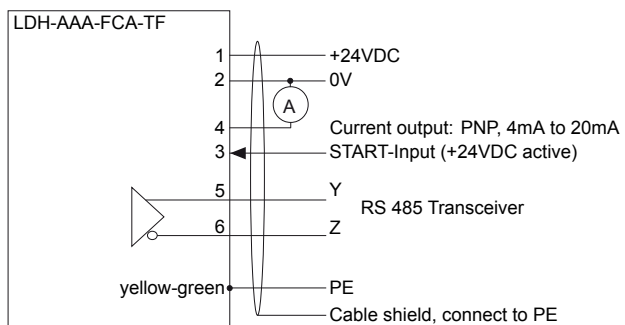 LDH-AAA-FCA-TF
1 +24VDC
2 0V
A
4 Current output: PNP, 4mA to 20mA
3 START-Input (+24VDC active)
5 Y
RS 485 Transceiver
6 Z
yellow-green PE
Cable shield, connect to PE